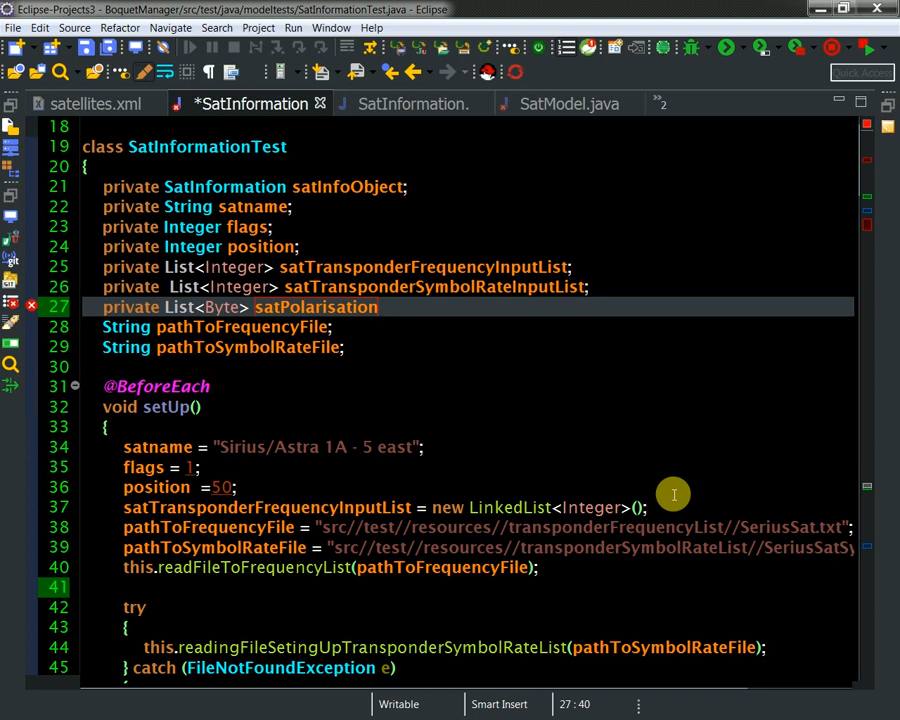 Eclipse-Projects3 - BoquetManager/src/test/java/modeltests/SatInformationTest.java - Eclipse
File Edit Source Refactor Navigate Search Project Run Window Help
Quick Access
satellites.xml *SatInformation SatInformation. SatModel.java »2
18
19 class SatInformationTest
20 {
21 private SatInformation satInfoObject;
22 private String satname;
23 private Integer flags;
24 private Integer position;
25 private List<Integer> satTransponderFrequencyInputList;
26 private List<Integer> satTransponderSymbolRateInputList;
27 private List<Byte> satPolarisation
28 String pathToFrequencyFile;
29 String pathToSymbolRateFile;
30
31 @BeforeEach
32 void setUp()
33 {
34 satname = "Sirius/Astra 1A - 5 east";
35 flags = 1;
36 position =50;
37 satTransponderFrequencyInputList = new LinkedList<Integer>();
38 pathToFrequencyFile = "src//test//resources//transponderFrequencyList//SeriusSat.txt";
39 pathToSymbolRateFile = "src//test//resources//transponderSymbolRateList//SeriusSatSy
40 this.readFileToFrequencyList(pathToFrequencyFile);
41
42 try
43 {
44 this.readingFileSetingUpTransponderSymbolRateList(pathToSymbolRateFile);
45 } catch (FileNotFoundException e)
Writable Smart Insert 27 : 40